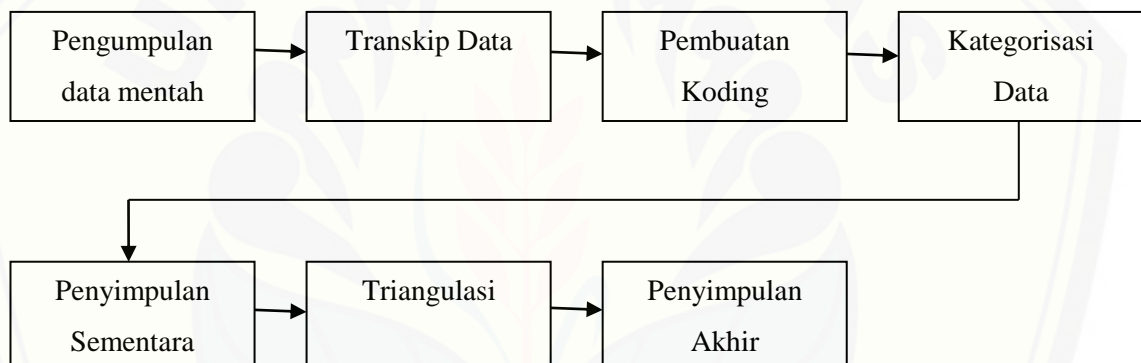 Pengumpulan
data mentah
Transkip Data
Pembuatan
Koding
Kategorisasi
Data
Penyimpulan
Sementara
Triangulasi
Penyimpulan
Akhir